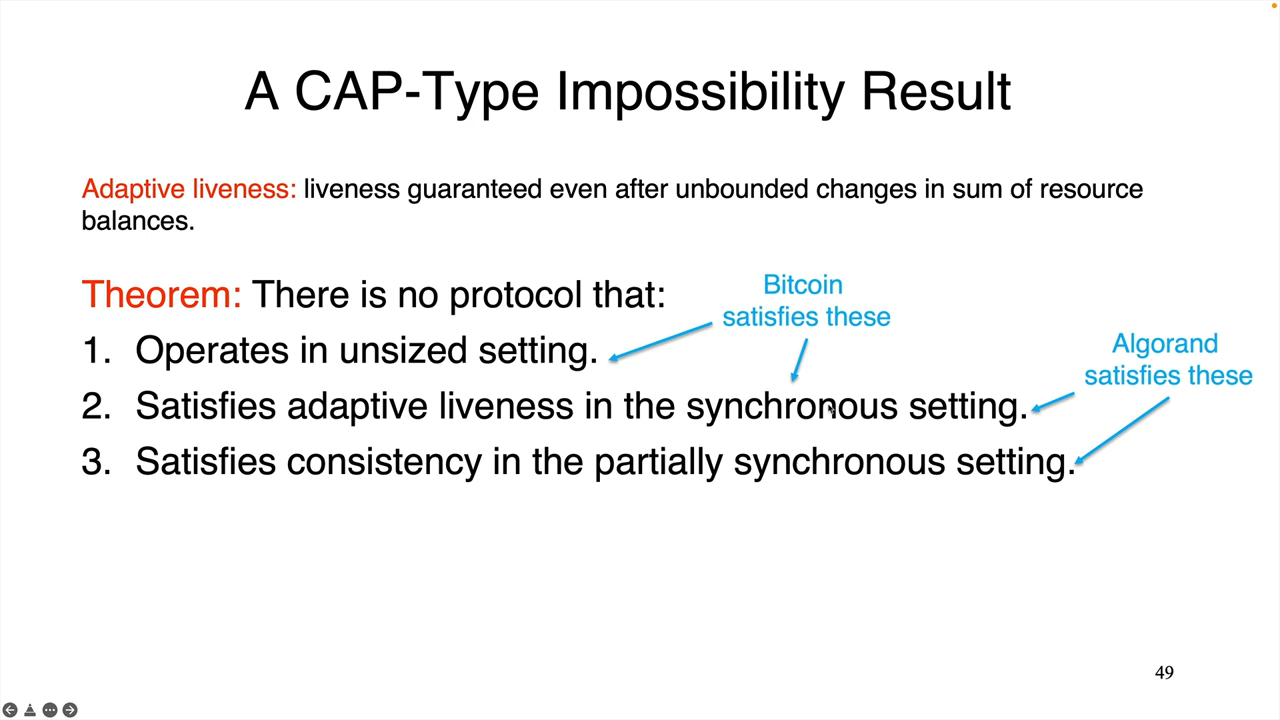 A CAP-Type Impossibility Result
Adaptive liveness: liveness guaranteed even after unbounded changes in sum of resource
balances.
Theorem: There is no protocol that:
Bitcoin
satisfies these
1. Operates in unsized setting.
Algorand
satisfies these
2. Satisfies adaptive liveness in the synchronous setting.
3. Satisfies consistency in the partially synchronous setting.
49